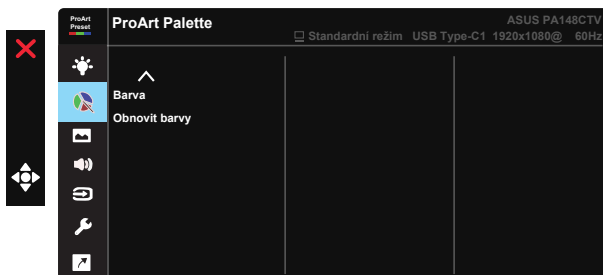 ProArt
Preset
ProArt Palette
ASUS PA148CTV
Standardní režim USB Type-C1 1920x1080@ 60Hz
Barva
Obnovit barvy